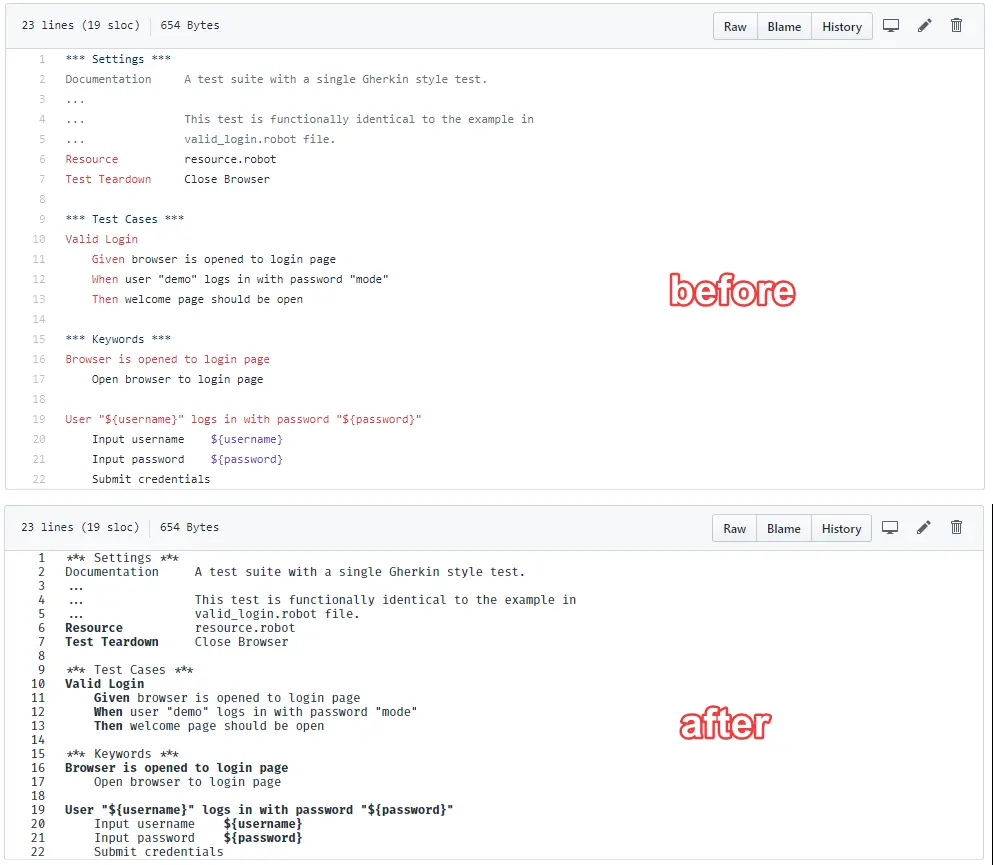 23 lines (19 sloc) 654 Bytes Raw Blame History
1 *** Settings ***
2 Documentation A test suite with a single Gherkin style test.
3 ...
4 ... This test is functionally identical to the example in
5 ... valid_login.robot file.
6 Resource resource.robot
7 Test Teardown Close Browser
8
9 *** Test Cases ***
10 Valid Login
11 Given browser is opened to login page
12 When user "demo" logs in with password "mode"
13 Then welcome page should be open
before
14
15 *** Keywords ***
16 Browser is opened to login page
17 Open browser to login page
18
19 User "${username}" logs in with password "${password}"
20 Input username ${username}
21 Input password ${password}
22 Submit credentials
23 lines (19 sloc) 654 Bytes Raw Blame History
1 *** Settings ***
2 Documentation A test suite with a single Gherkin style test.
3 ...
4 ... This test is functionally identical to the example in
5 ... valid_login.robot file.
6 Resource resource.robot
7 Test Teardown Close Browser
8
9 *** Test Cases ***
10 Valid Login
11 Given browser is opened to login page
12 When user "demo" logs in with password "mode"
13 Then welcome page should be open
after
14
15 *** Keywords ***
16 Browser is opened to login page
17 Open browser to login page
18
19 User "${username}" logs in with password "${password}"
20 Input username ${username}
21 Input password ${password}
22 Submit credentials